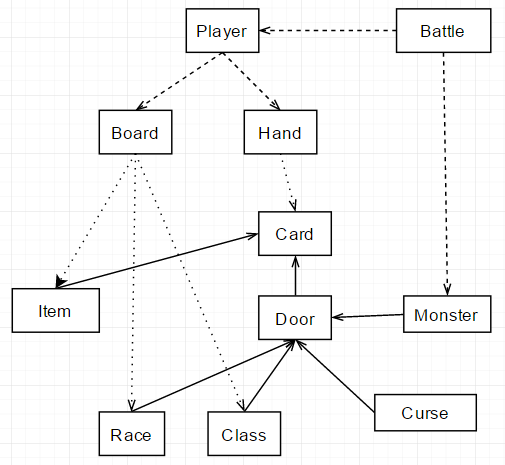 Player
Battle
Board
Hand
Card
Item
Door
Monster
Race
Class
Curse